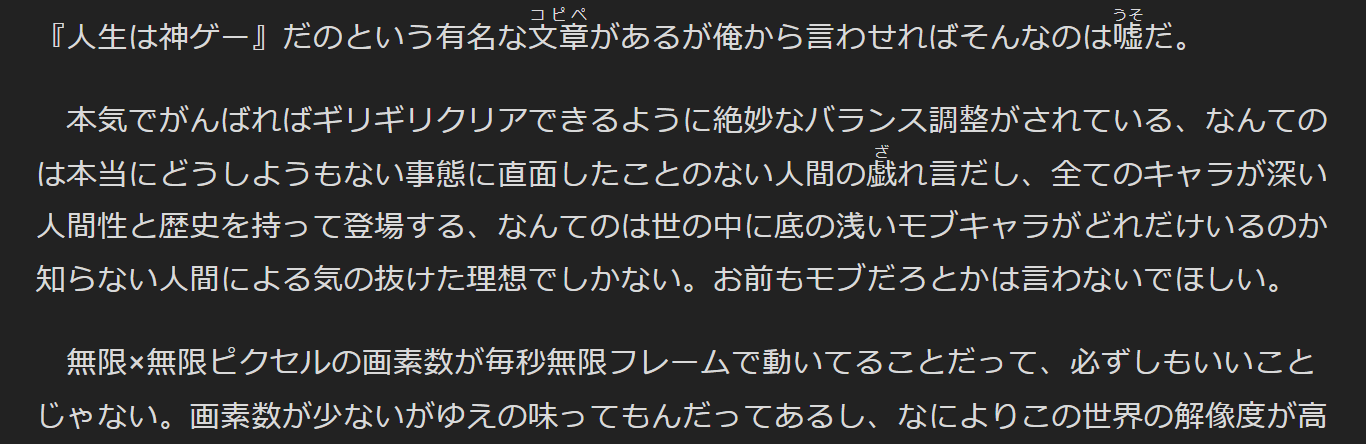 『人生は神ゲー』だのという有名な文章があるが俺から言わせればそんなのは嘘だ。
コピペ
うそ
本気でがんばればギリギリクリアできるように絶妙なバランス調整がされている、なんての
は本当にどうしようもない事態に直面したことのない人間の戯れ言だし、全てのキャラが深い
ざ
人間性と歴史を持って登場する、なんてのは世の中に底の浅いモブキャラがどれだけいるのか
知らない人間による気の抜けた理想でしかない。お前もモブだろとかは言わないでほしい。
無限×無限ピクセルの画素数が毎秒無限フレームで動いてることだって、必ずしもいいこと
じゃない。画素数が少ないがゆえの味ってもんだってあるし、なによりこの世界の解像度が高